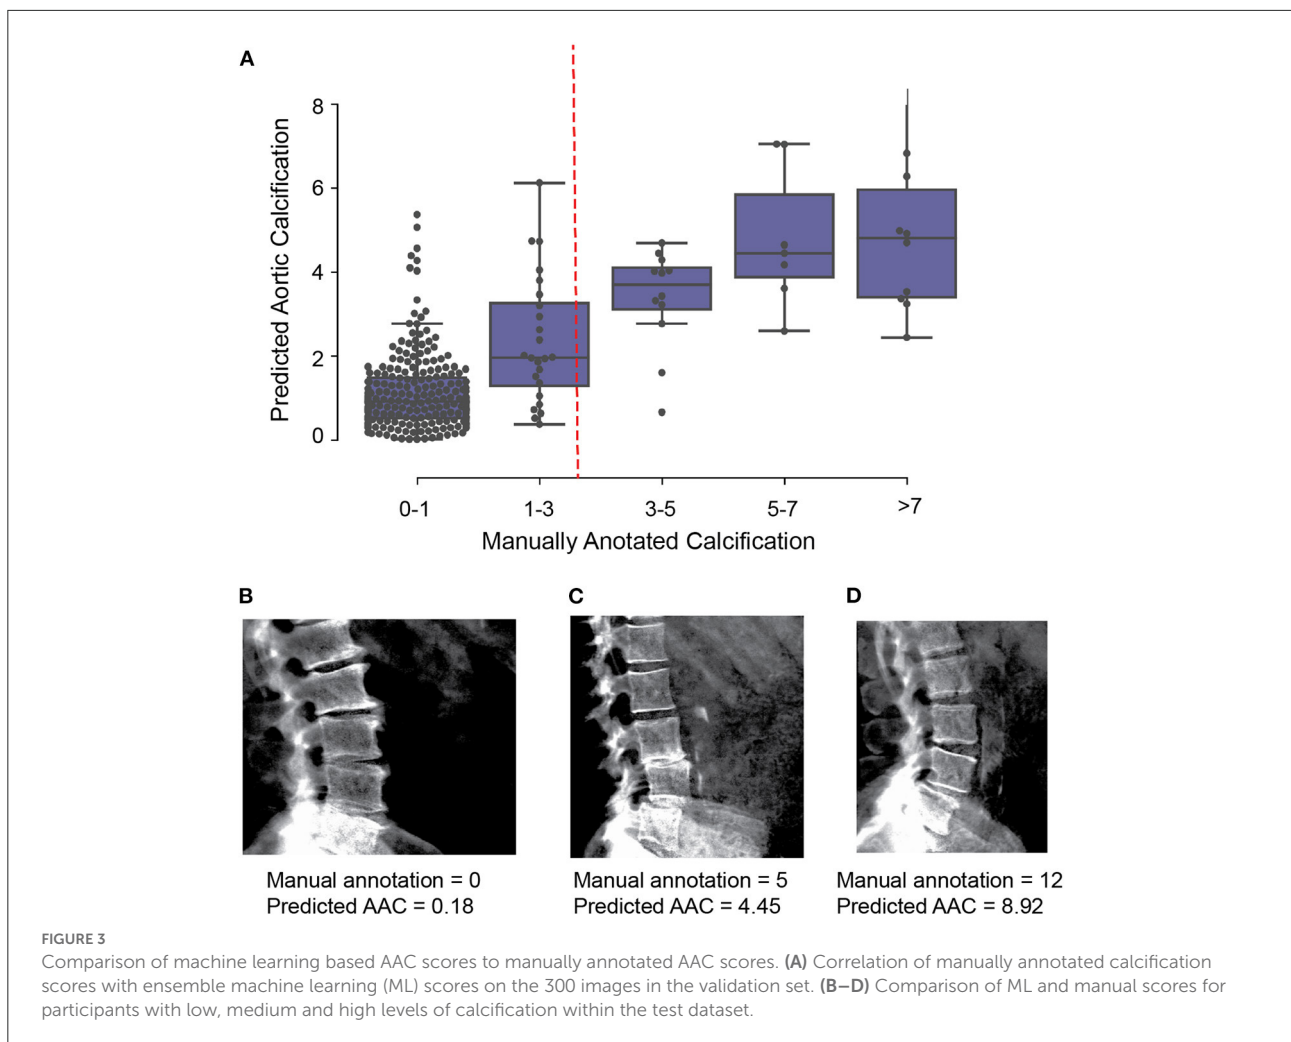 A
Predicted Aortic Calcification
8
6
4
2
0
0-1
1-3
3-5
5-7
>7
Manually Anotated Calcification
B
C
D
Manual annotation = 0
Predicted AAC = 0.18
Manual annotation = 5
Predicted AAC = 4.45
Manual annotation = 12
Predicted AAC = 8.92
FIGURE 3
Comparison of machine learning based AAC scores to manually annotated AAC scores. (A) Correlation of manually annotated calcification
scores with ensemble machine learning (ML) scores on the 300 images in the validation set. (B–D) Comparison of ML and manual scores for
participants with low, medium and high levels of calcification within the test dataset.